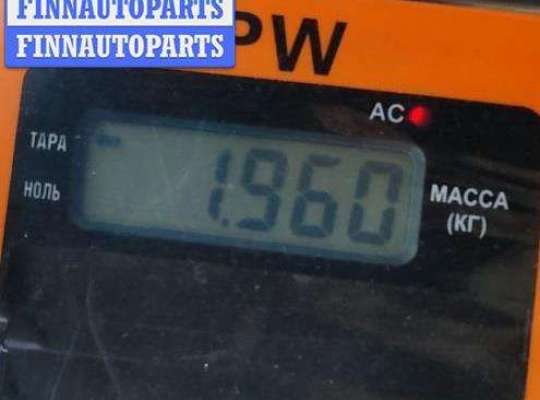 FINNAUTOPARTS
FINNAUTOPARTS
PW
AC
ТАРА
1.960
НОЛЬ
МАССА
(КГ)